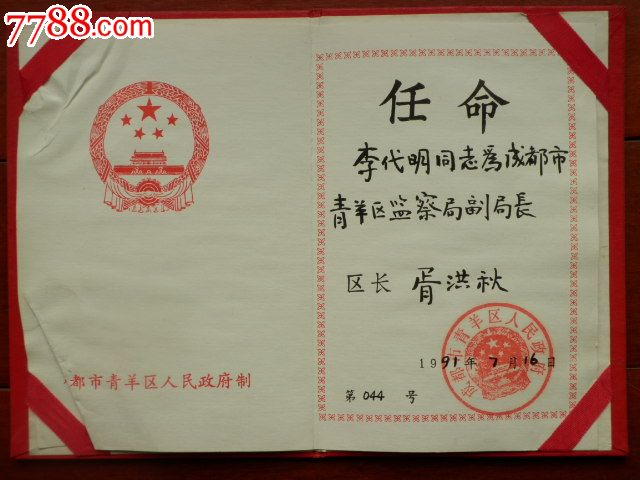 7788.com
都市青羊区人民政府制
任命
李代明同志為成都市
青羊区监察局副局長
区长 胥洪秋
1991年7月16日
成都市青羊区人民政府
第044号